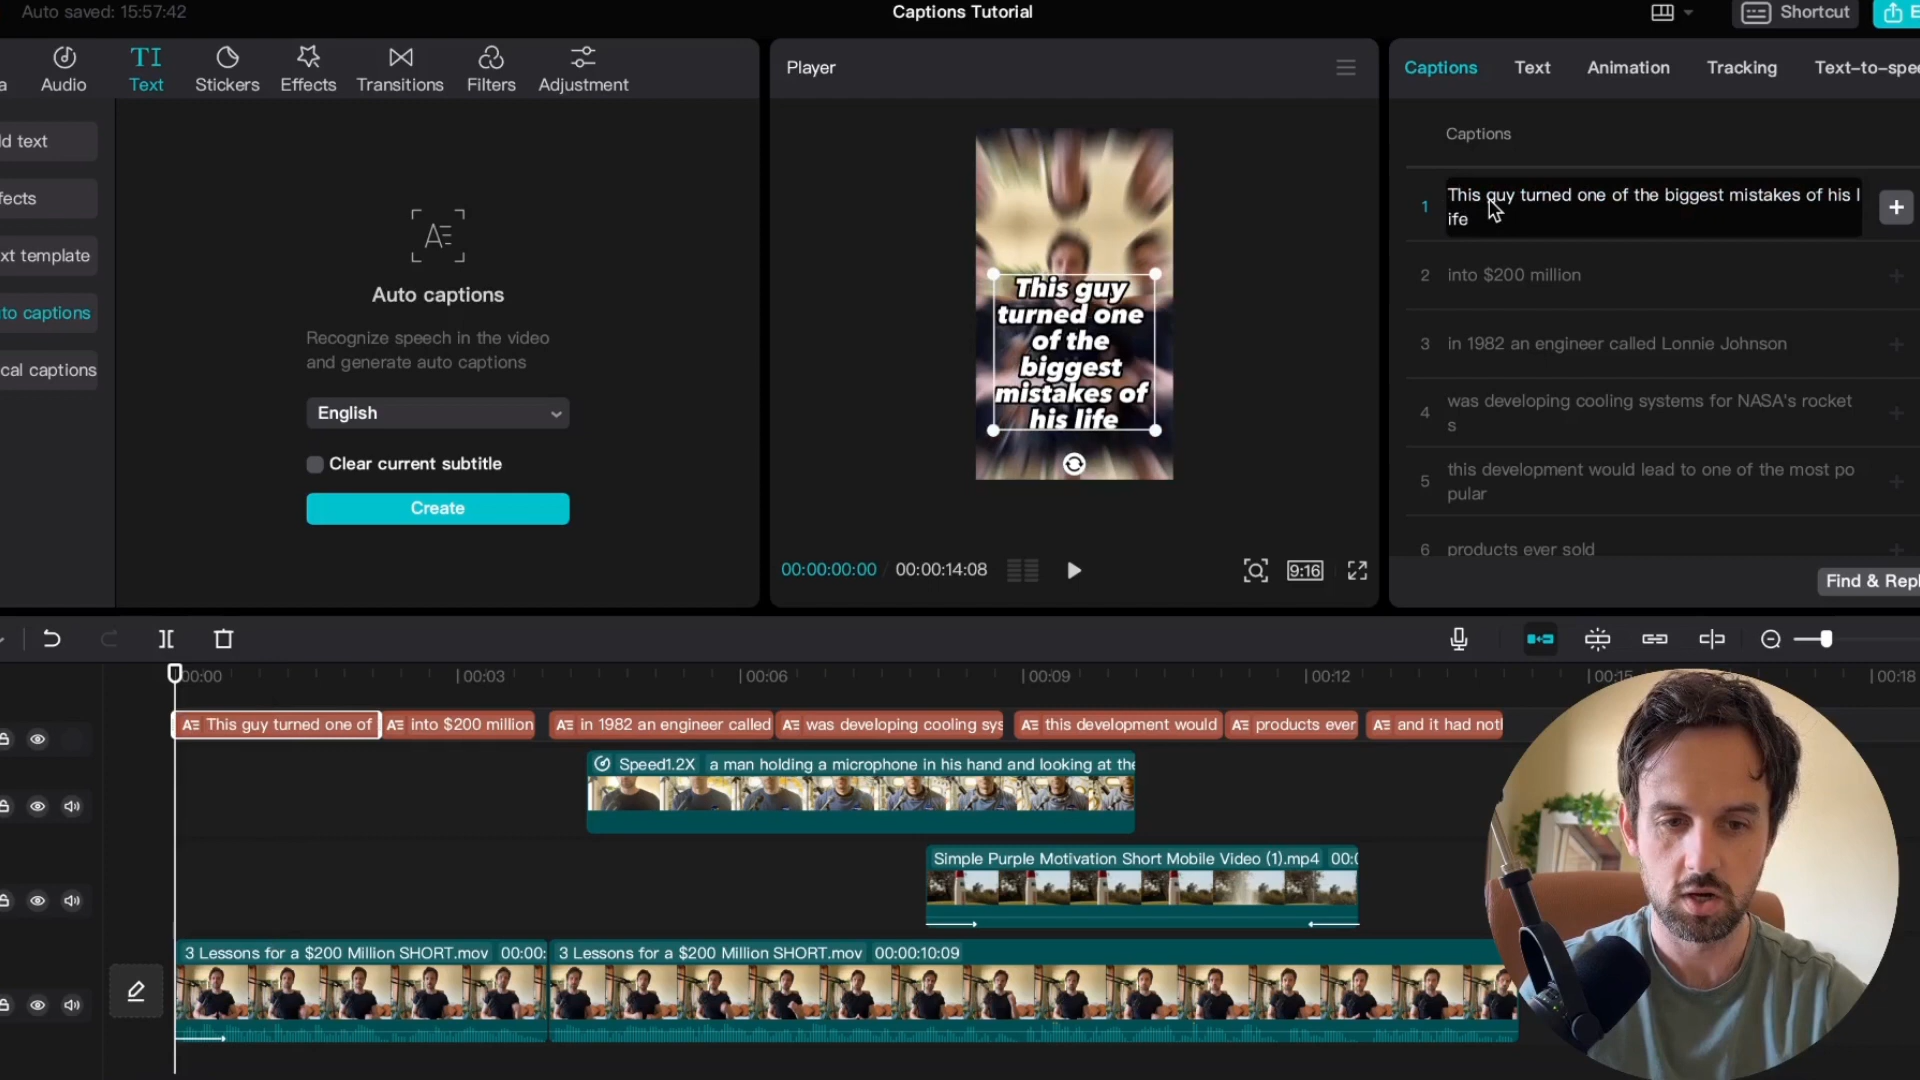 Auto saved: 15:57:42
Captions Tutorial
Shortcut
Audio
Text
Stickers
Effects
Transitions
Filters
Adjustment
Player
Captions
Text
Animation
Tracking
Text-to-spee
d text
fects
xt template
to captions
cal captions
Auto captions
Recognize speech in the video
and generate auto captions
English
Clear current subtitle
Create
This guy
turned one
of the
biggest
mistakes of
his life
00:00:00:00 / 00:00:14:08
9:16
Captions
1 This guy turned one of the biggest mistakes of his l
ife
2 into $200 million
3 in 1982 an engineer called Lonnie Johnson
4 was developing cooling systems for NASA's rocket
s
5 this development would lead to one of the most po
pular
6 products ever sold
Find & Repl
00:00
00:03
00:06
00:09
00:12
00:15
00:18
This guy turned one of
into $200 million
in 1982 an engineer called
was developing cooling sys
this development would
products ever
and it had notl
Speed1.2X a man holding a microphone in his hand and looking at the
Simple Purple Motivation Short Mobile Video (1).mp4 00:0
3 Lessons for a $200 Million SHORT.mov 00:00:
3 Lessons for a $200 Million SHORT.mov 00:00:10:09